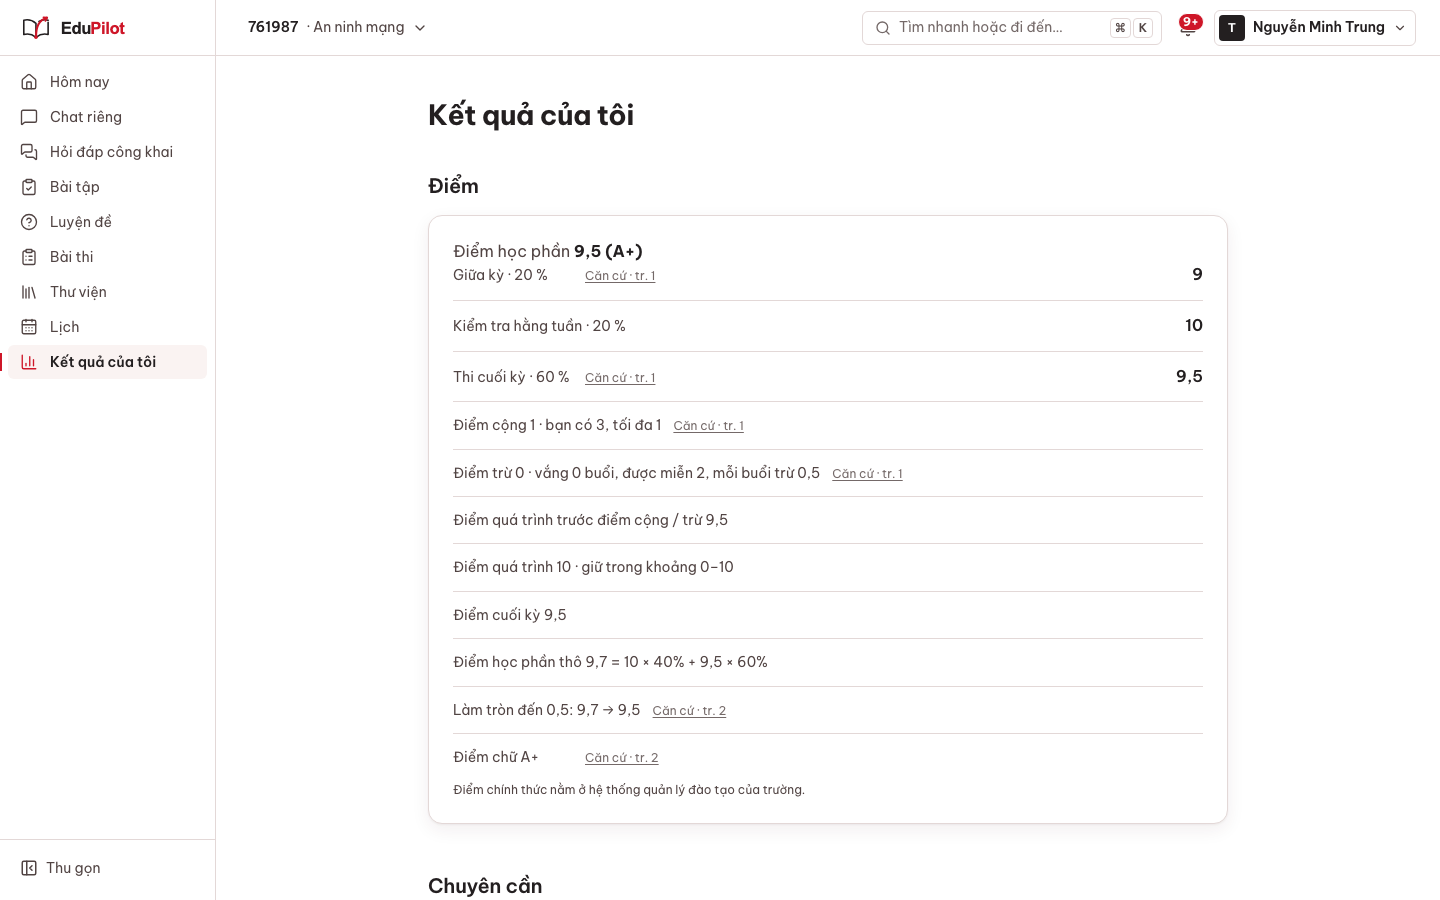 EduPilot
761987 · An ninh mạng
Tìm nhanh hoặc đi đến...
⌘ K
9+
T
Nguyễn Minh Trung
Hôm nay
Chat riêng
Hỏi đáp công khai
Bài tập
Luyện đề
Bài thi
Thư viện
Lịch
Kết quả của tôi
Thu gọn
Kết quả của tôi
Điểm
Điểm học phần 9,5 (A+)
Giữa kỳ · 20 % Căn cứ · tr. 1 9
Kiểm tra hằng tuần · 20 % 10
Thi cuối kỳ · 60 % Căn cứ · tr. 1 9,5
Điểm cộng 1 · bạn có 3, tối đa 1 Căn cứ · tr. 1
Điểm trừ 0 · vắng 0 buổi, được miễn 2, mỗi buổi trừ 0,5 Căn cứ · tr. 1
Điểm quá trình trước điểm cộng / trừ 9,5
Điểm quá trình 10 · giữ trong khoảng 0–10
Điểm cuối kỳ 9,5
Điểm học phần thô 9,7 = 10 × 40% + 9,5 × 60%
Làm tròn đến 0,5: 9,7 → 9,5 Căn cứ · tr. 2
Điểm chữ A+ Căn cứ · tr. 2
Điểm chính thức nằm ở hệ thống quản lý đào tạo của trường.
Chuyên cần